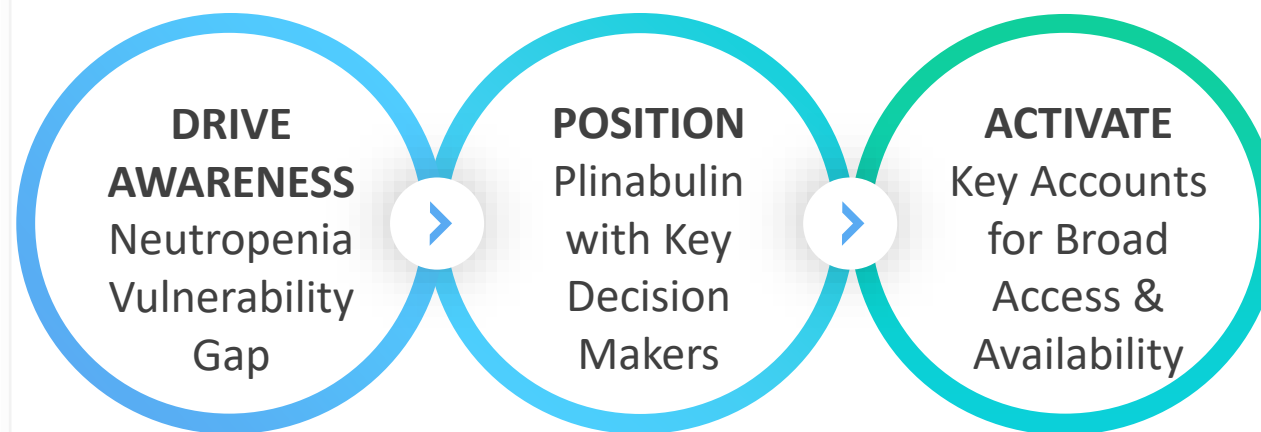 DRIVE
AWARENESS
Neutropenia
Vulnerability
Gap
POSITION
Plinabulin
with Key
Decision
Makers
ACTIVATE
Key Accounts
for Broad
Access &
Availability